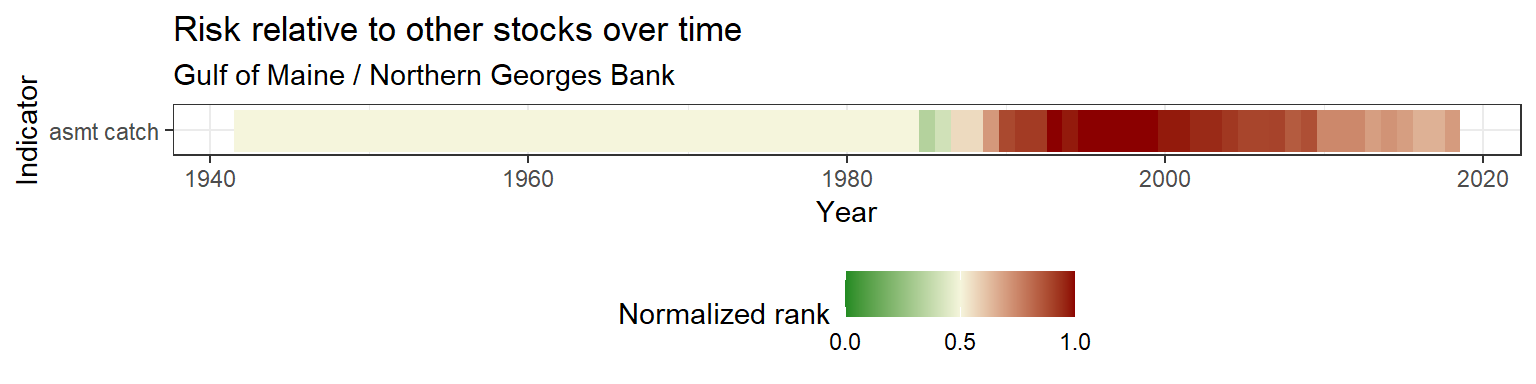 Risk relative to other stocks over time
Gulf of Maine / Northern Georges Bank
Indicator
asmt catch
1940 1960 1980 2000 2020
Year
Normalized rank
0.0 0.5 1.0